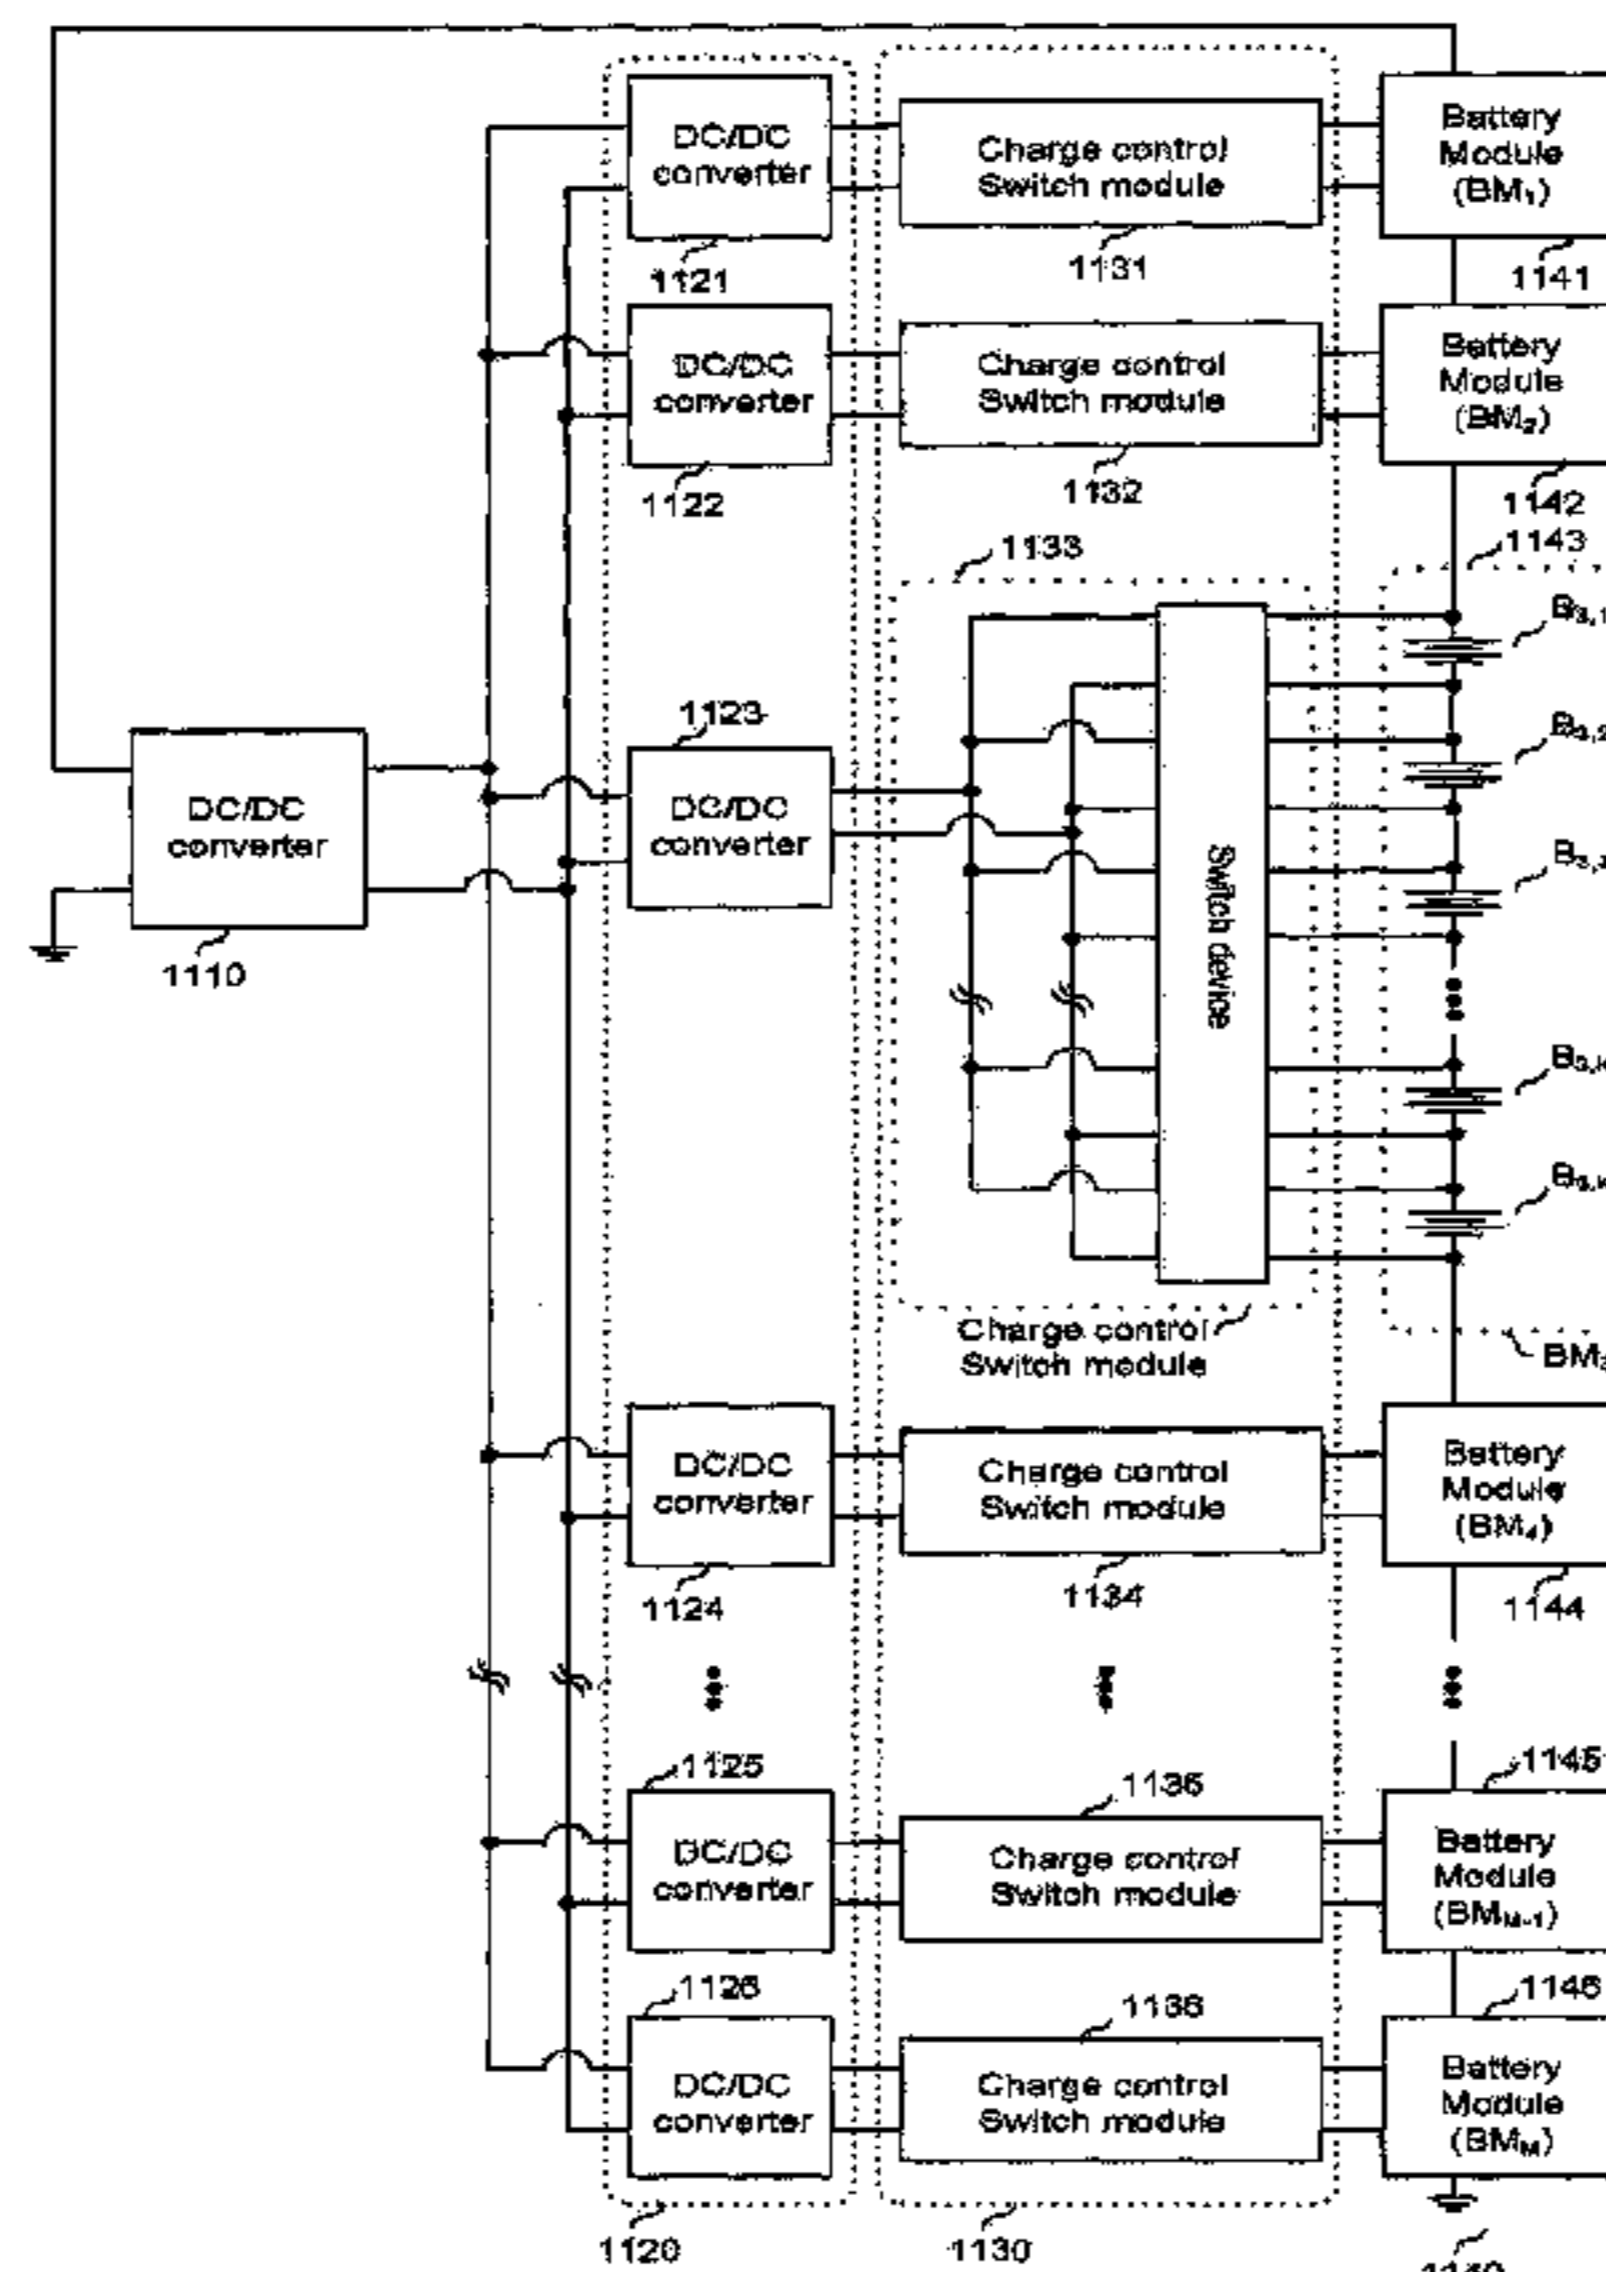 DC/DC
converter
1121
Charge control
Switch module
1131
Battery
Module
(BM₁)
1141
DC/DC
converter
1122
Charge control
Switch module
1132
Battery
Module
(BM₂)
1142
1133
1143
B₃,₁
1123
DC/DC
converter
DC/DC
converter
1110
Switch device
Charge control
Switch module
DC/DC
converter
1124
Charge control
Switch module
1134
Battery
Module
(BM₄)
1144
1125
DC/DC
converter
1135
Charge control
Switch module
1145
Battery
Module
(BM_M-1)
1126
DC/DC
converter
1136
Charge control
Switch module
1146
Battery
Module
(BM_M)
1120
1130